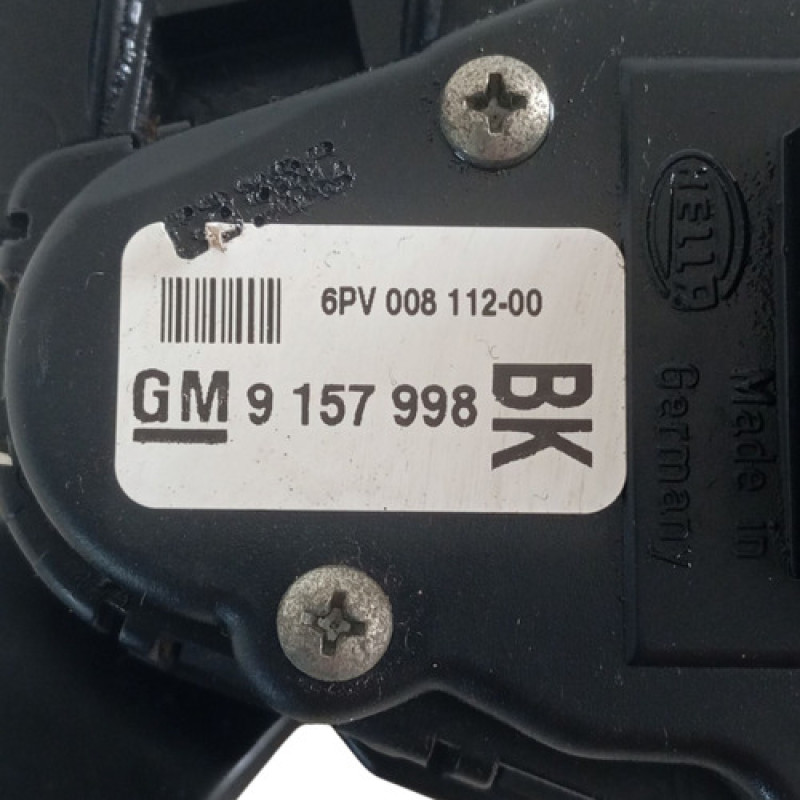 6PV 008 112-00
GM 9 157 998
BK
HELLA
Made in
Germany